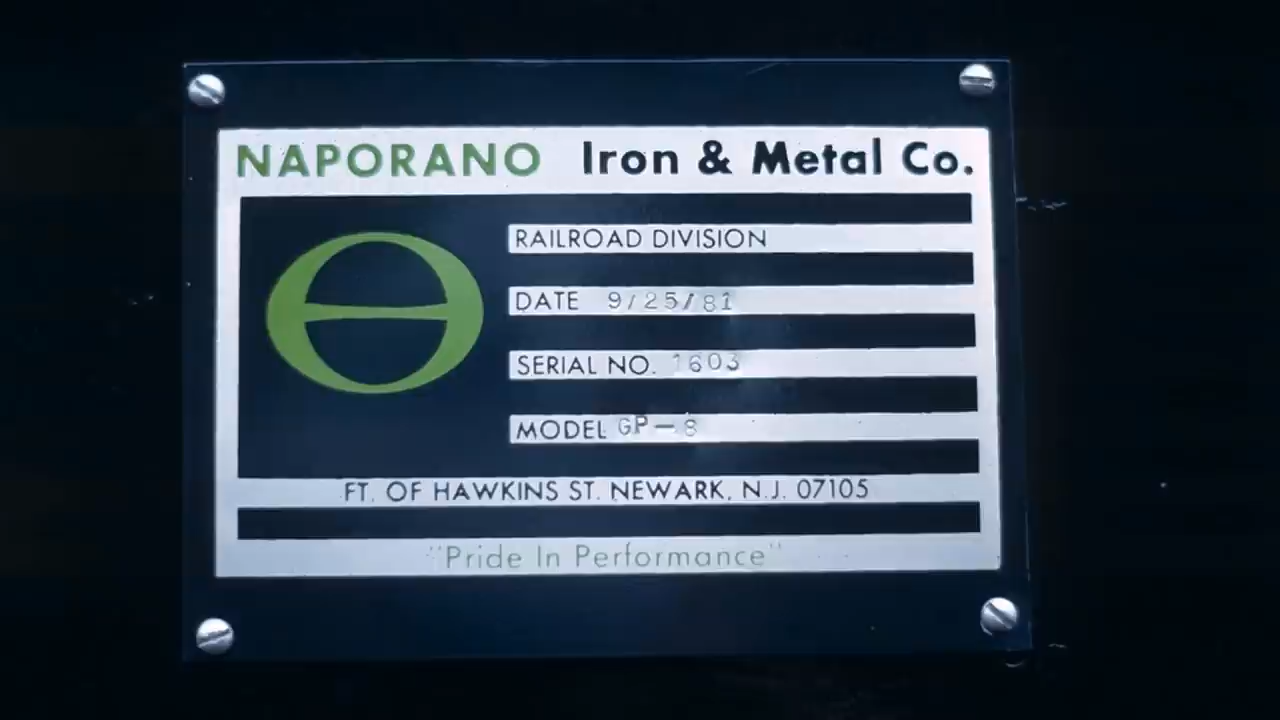 NAPORANO Iron & Metal Co.
RAILROAD DIVISION
DATE 9/25/81
SERIAL NO. 1603
MODEL GP-8
FT. OF HAWKINS ST. NEWARK, N.J. 07105
"Pride In Performance"